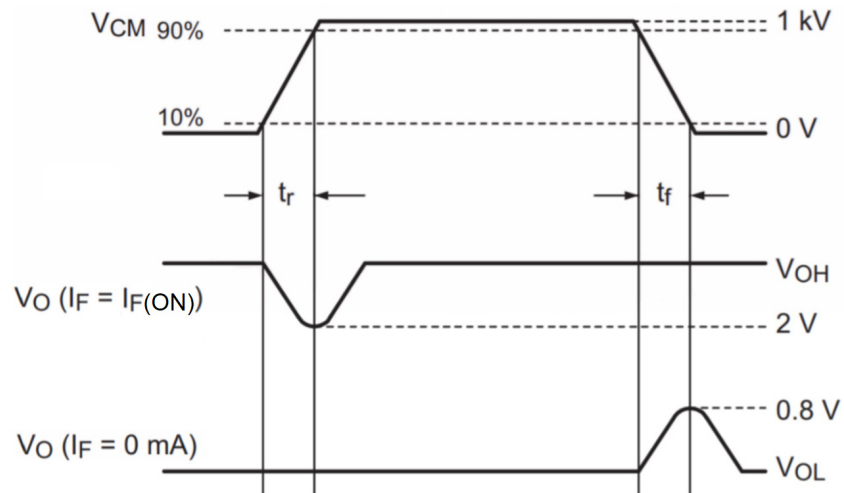 VCM 90%
1 kV
10%
0 V
tr
tf
VOH
VO (IF = IF(ON))
2 V
0.8 V
VO (IF = 0 mA)
VOL